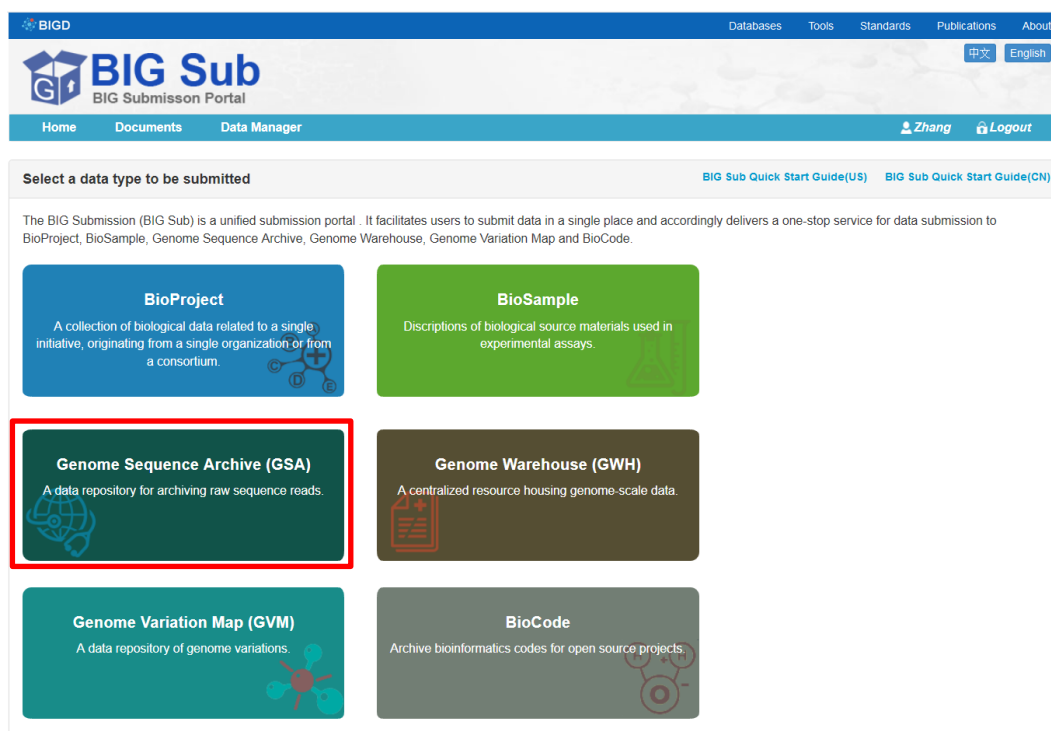 BIGD
Databases Tools Standards Publications About
中文 English
G
BIG Sub
BIG Submisson Portal
Home Documents Data Manager
Zhang Logout
Select a data type to be submitted
BIG Sub Quick Start Guide(US) BIG Sub Quick Start Guide(CN)
The BIG Submission (BIG Sub) is a unified submission portal . It facilitates users to submit data in a single place and accordingly delivers a one-stop service for data submission to
BioProject, BioSample, Genome Sequence Archive, Genome Warehouse, Genome Variation Map and BioCode.
BioProject
A collection of biological data related to a single
initiative, originating from a single organization or from
a consortium.
B
C
D
E
BioSample
Discriptions of biological source materials used in
experimental assays.
Genome Sequence Archive (GSA)
A data repository for archiving raw sequence reads.
Genome Warehouse (GWH)
A centralized resource housing genome-scale data.
Genome Variation Map (GVM)
A data repository of genome variations.
BioCode
Archive bioinformatics codes for open source projects.
H + H
O -